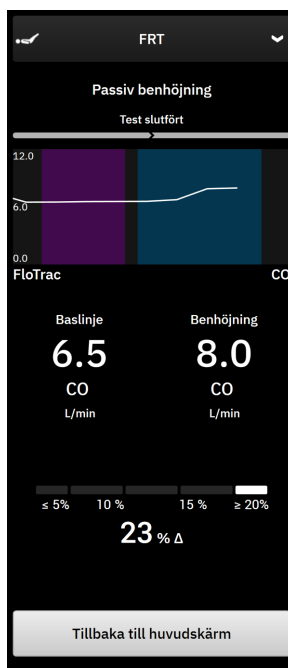 FRT
Passiv benhöjning
Test slutfört
12.0
6.0
0.0
FloTrac CO
Baslinje Benhöjning
6.5 8.0
CO CO
L/min L/min
≤ 5% 10 % 15 % ≥ 20%
23 % Δ
Tillbaka till huvudskärm